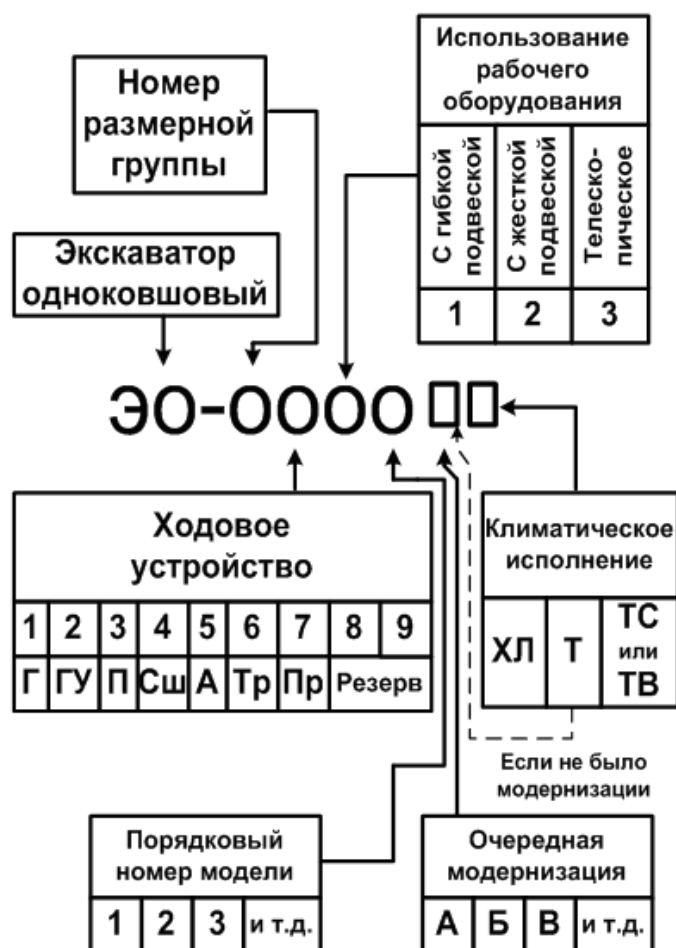 Использование
рабочего
оборудования
С гибкой
подвеской
С жесткой
подвеской
Телеско-
пическое
1 2 3
Номер
размерной
группы
Экскаватор
одноковшовый
ЭО-ОООО
Ходовое
устройство
1 2 3 4 5 6 7 8 9
Г ГУ П Сш А Тр Пр Резерв
Климатическое
исполнение
ХЛ Т ТС
или
ТВ
Если не было
модернизации
Порядковый
номер модели
1 2 3 и т.д.
Очередная
модернизация
А Б В и т.д.